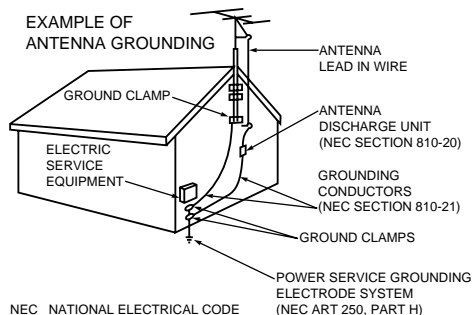 EXAMPLE OF
ANTENNA GROUNDING
ANTENNA
LEAD IN WIRE
GROUND CLAMP
ANTENNA
DISCHARGE UNIT
(NEC SECTION 810-20)
ELECTRIC
SERVICE
EQUIPMENT
GROUNDING
CONDUCTORS
(NEC SECTION 810-21)
GROUND CLAMPS
POWER SERVICE GROUNDING
ELECTRODE SYSTEM
(NEC ART 250, PART H)
NEC NATIONAL ELECTRICAL CODE